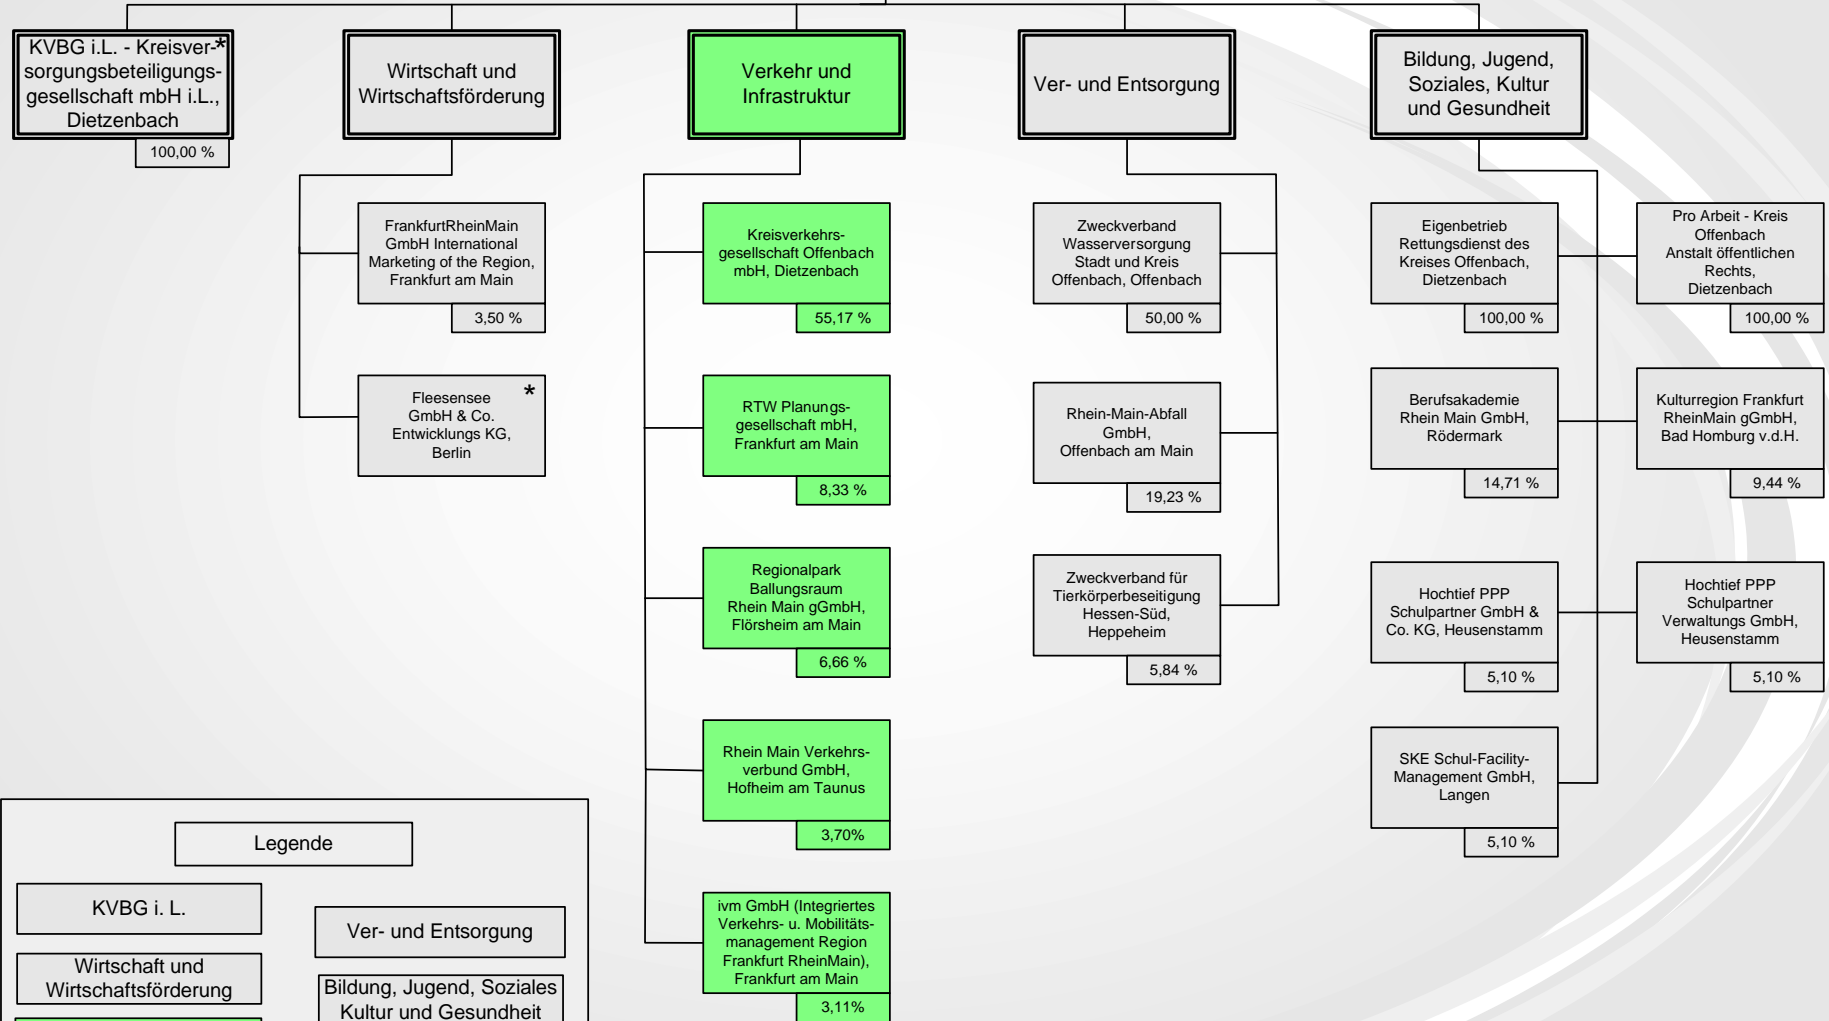 KVBG i.L. - Kreisver-*
sorgungsbeteiligungs-
gesellschaft mbH i.L.,
Dietzenbach
100,00 %
Wirtschaft und
Wirtschaftsförderung
Verkehr und
Infrastruktur
Ver- und Entsorgung
Bildung, Jugend,
Soziales, Kultur
und Gesundheit
FrankfurtRheinMain
GmbH International
Marketing of the Region,
Frankfurt am Main
3,50 %
Fleesensee *
GmbH & Co.
Entwicklungs KG,
Berlin
Kreisverkehrs-
gesellschaft Offenbach
mbH, Dietzenbach
55,17 %
RTW Planungs-
gesellschaft mbH,
Frankfurt am Main
8,33 %
Regionalpark
Ballungsraum
Rhein Main gGmbH,
Flörsheim am Main
6,66 %
Rhein Main Verkehrs-
verbund GmbH,
Hofheim am Taunus
3,70%
ivm GmbH (Integriertes
Verkehrs- u. Mobilitäts-
management Region
Frankfurt RheinMain),
Frankfurt am Main
3,11%
Zweckverband
Wasserversorgung
Stadt und Kreis
Offenbach, Offenbach
50,00 %
Rhein-Main-Abfall
GmbH,
Offenbach am Main
19,23 %
Zweckverband für
Tierkörperbeseitigung
Hessen-Süd,
Heppeheim
5,84 %
Eigenbetrieb
Rettungsdienst des
Kreises Offenbach,
Dietzenbach
100,00 %
Pro Arbeit - Kreis
Offenbach
Anstalt öffentlichen
Rechts,
Dietzenbach
100,00 %
Berufsakademie
Rhein Main GmbH,
Rödermark
14,71 %
Kulturregion Frankfurt
RheinMain gGmbH,
Bad Homburg v.d.H.
9,44 %
Hochtief PPP
Schulpartner GmbH &
Co. KG, Heusenstamm
5,10 %
Hochtief PPP
Schulpartner
Verwaltungs GmbH,
Heusenstamm
5,10 %
SKE Schul-Facility-
Management GmbH,
Langen
5,10 %
Legende
KVBG i. L.
Wirtschaft und
Wirtschaftsförderung
Ver- und Entsorgung
Bildung, Jugend, Soziales
Kultur und Gesundheit